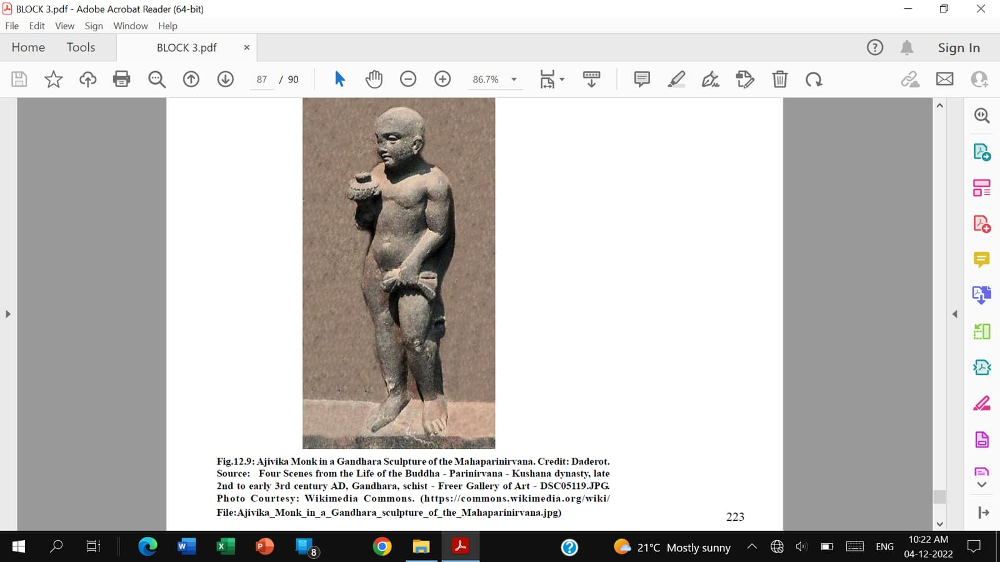 BLOCK 3.pdf - Adobe Acrobat Reader (64-bit)
File Edit View Sign Window Help
Home Tools BLOCK 3.pdf × Sign In
87 / 90 86.7%
Fig.12.9: Ajivika Monk in a Gandhara Sculpture of the Mahaparinirvana. Credit: Daderot.
Source: Four Scenes from the Life of the Buddha - Parinirvana - Kushana dynasty, late
2nd to early 3rd century AD, Gandhara, schist - Freer Gallery of Art - DSC05119.JPG.
Photo Courtesy: Wikimedia Commons. (https://commons.wikimedia.org/wiki/
File:Ajivika_Monk_in_a_Gandhara_sculpture_of_the_Mahaparinirvana.jpg)
223
8
21°C Mostly sunny
ENG
10:22 AM
04-12-2022